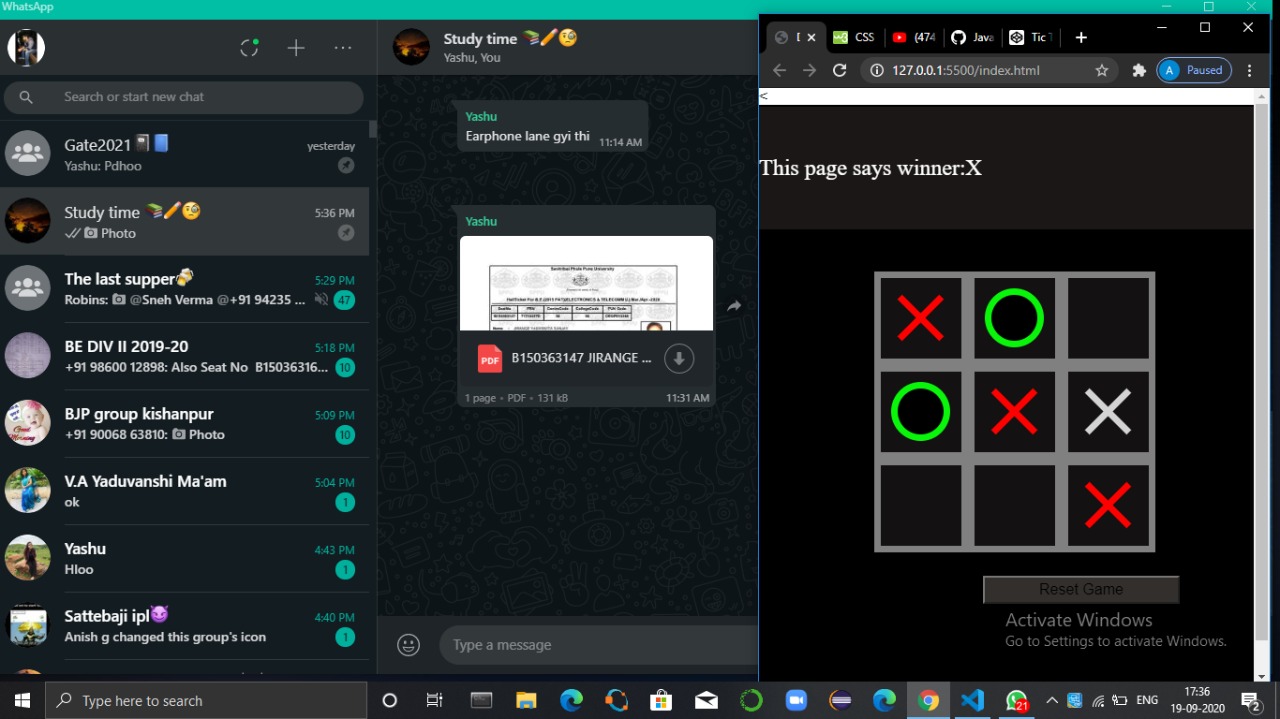 WhatsApp
Search or start new chat
Gate2021
yesterday
Yashu: Pdhoo
Study time
5:36 PM
Photo
The last supper
5:29 PM
Robins: @Sneh Verma @+91 94235 ...
47
BE DIV II 2019-20
5:18 PM
+91 98600 12898: Also Seat No B15036316...
10
BJP group kishanpur
5:09 PM
+91 90068 63810: Photo
10
V.A Yaduvanshi Ma'am
5:04 PM
ok
1
Yashu
4:43 PM
Hloo
1
Sattebaji ipl
4:40 PM
Anish g changed this group's icon
1
Study time
Yashu, You
Yashu
Earphone lane gyi thi
11:14 AM
Yashu
Savitribai Phule Pune University
PDF
B150363147 JIRANGE ...
1 page • PDF • 131 kB
11:31 AM
Type a message
CSS
(474
Java
Tic T
127.0.0.1:5500/index.html
A
Paused
<
This page says winner:X
Reset Game
Activate Windows
Go to Settings to activate Windows.
Type here to search
21
ENG
17:36
19-09-2020
2